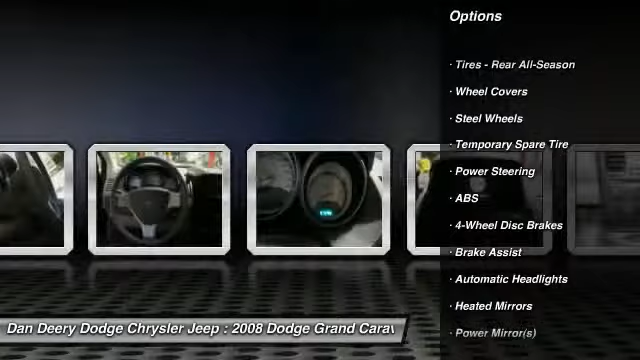 Options
· Tires - Rear All-Season
· Wheel Covers
· Steel Wheels
· Temporary Spare Tire
· Power Steering
· ABS
· 4-Wheel Disc Brakes
· Brake Assist
· Automatic Headlights
· Heated Mirrors
· Power Mirror(s)
Dan Deery Dodge Chrysler Jeep : 2008 Dodge Grand Carav